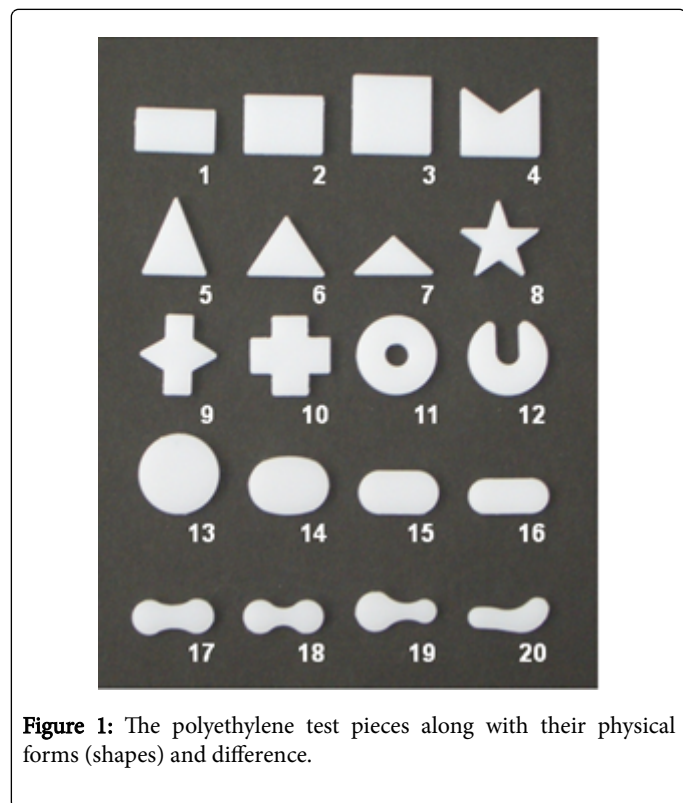 1 2 3 4
5 6 7 8
9 10 11 12
13 14 15 16
17 18 19 20
Figure 1: The polyethylene test pieces along with their physical
forms (shapes) and difference.